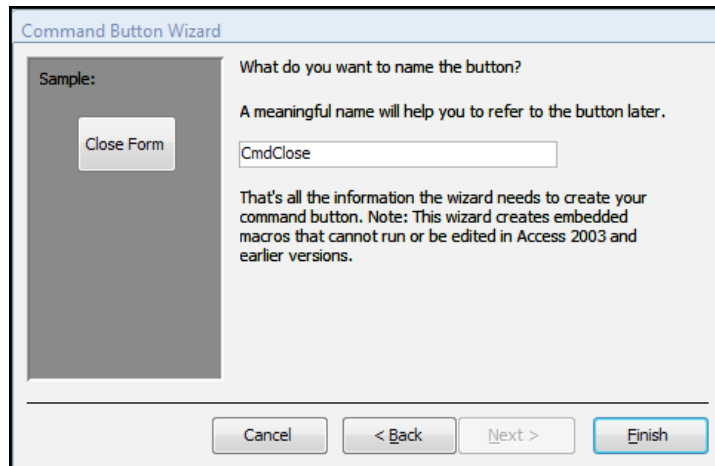 Command Button Wizard
Sample:
Close Form
What do you want to name the button?
A meaningful name will help you to refer to the button later.
CmdClose
That's all the information the wizard needs to create your
command button. Note: This wizard creates embedded
macros that cannot run or be edited in Access 2003 and
earlier versions.
Cancel
< Back
Next >
Finish